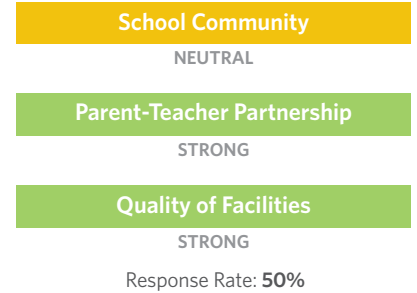 School Community
NEUTRAL
Parent-Teacher Partnership
STRONG
Quality of Facilities
STRONG
Response Rate: 50%